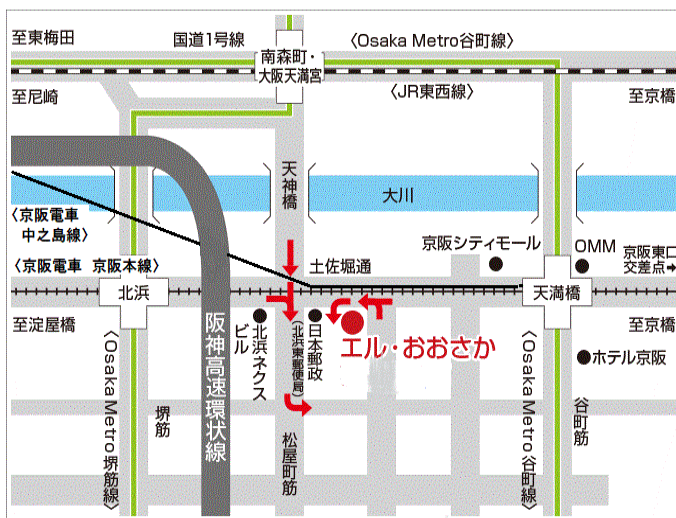 至東梅田
国道1号線
〈Osaka Metro谷町線〉
南森町・
大阪天満宮
至尼崎
〈JR東西線〉
至京橋
天神橋
大川
〈京阪電車
中之島線〉
京阪シティモール
OMM
京阪東口
交差点→
〈京阪電車 京阪本線〉
土佐堀通
北浜
天満橋
至淀屋橋
至京橋
阪神高速環状線
北浜ネクス
ビル
日本郵政
(北浜東郵便局)
エル・おおさか
ホテル京阪
〈Osaka Metro堺筋線〉
堺筋
松屋町筋
〈Osaka Metro谷町線〉
谷町筋